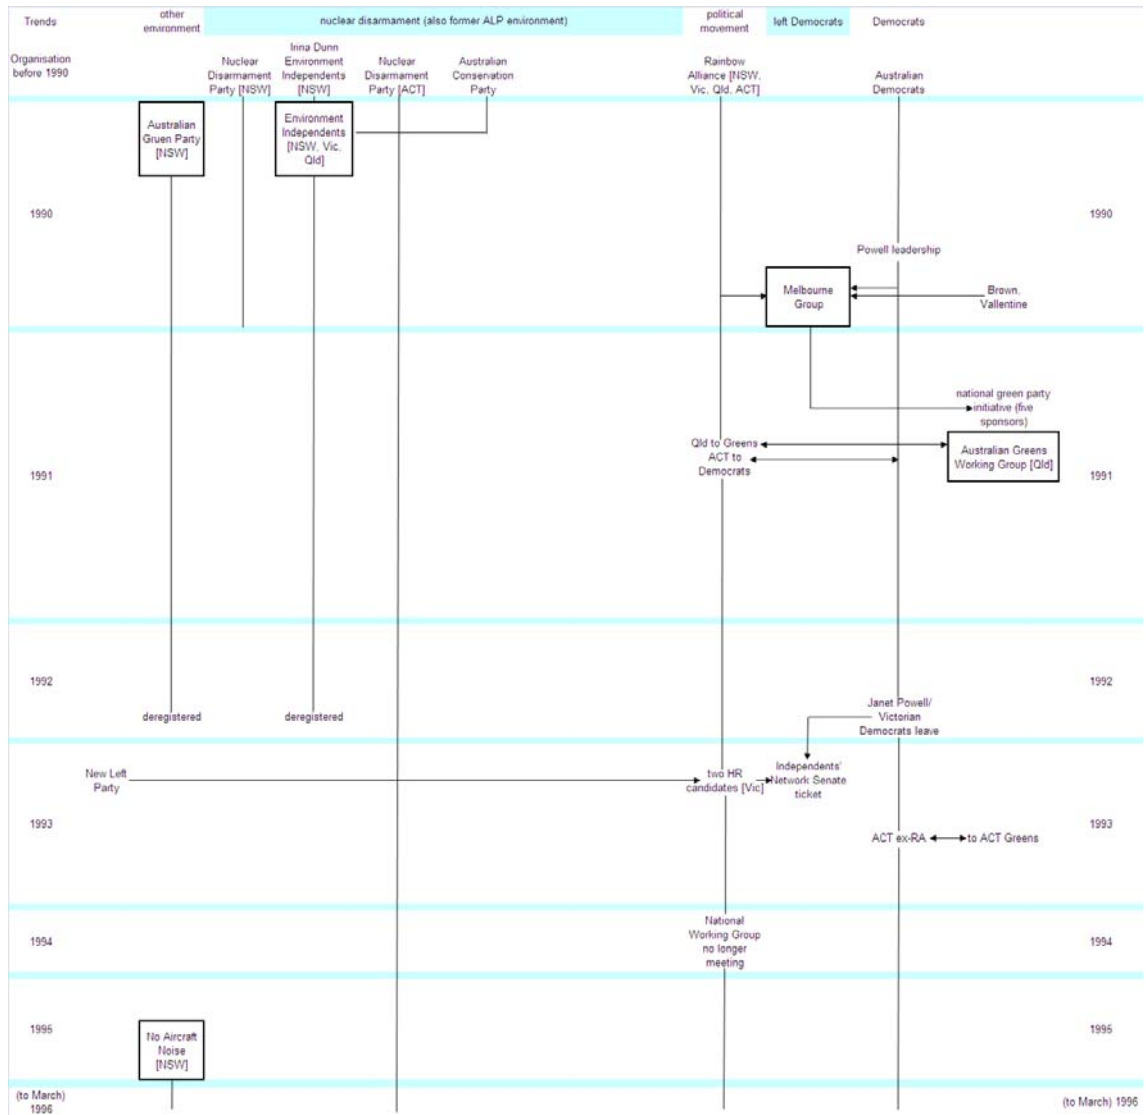 Trends
other
environment
nuclear disarmament (also former ALP environment)
political
movement
left Democrats
Democrats
Organisation
before 1990
Nuclear
Disarmament
Party [NSW]
Irina Dunn
Environment
Independents
[NSW]
Nuclear
Disarmament
Party [ACT]
Australian
Conservation
Party
Rainbow
Alliance [NSW,
Vic, Qld, ACT]
Australian
Democrats
Australian
Gruen Party
[NSW]
Environment
Independents
[NSW, Vic,
Qld]
1990
1990
Powell leadership
Melbourne
Group
Brown,
Vallentine
national green party
initiative (five
sponsors)
Qld to Greens
ACT to
Democrats
Australian Greens
Working Group [Qld]
1991
1991
1992
1992
deregistered
deregistered
Janet Powell/
Victorian
Democrats leave
New Left
Party
two HR
candidates [Vic]
Independents'
Network Senate
ticket
1993
1993
ACT ex-RA
to ACT Greens
National
Working Group
no longer
meeting
1994
1994
1995
1995
No Aircraft
Noise
[NSW]
(to March)
1996
(to March) 1996